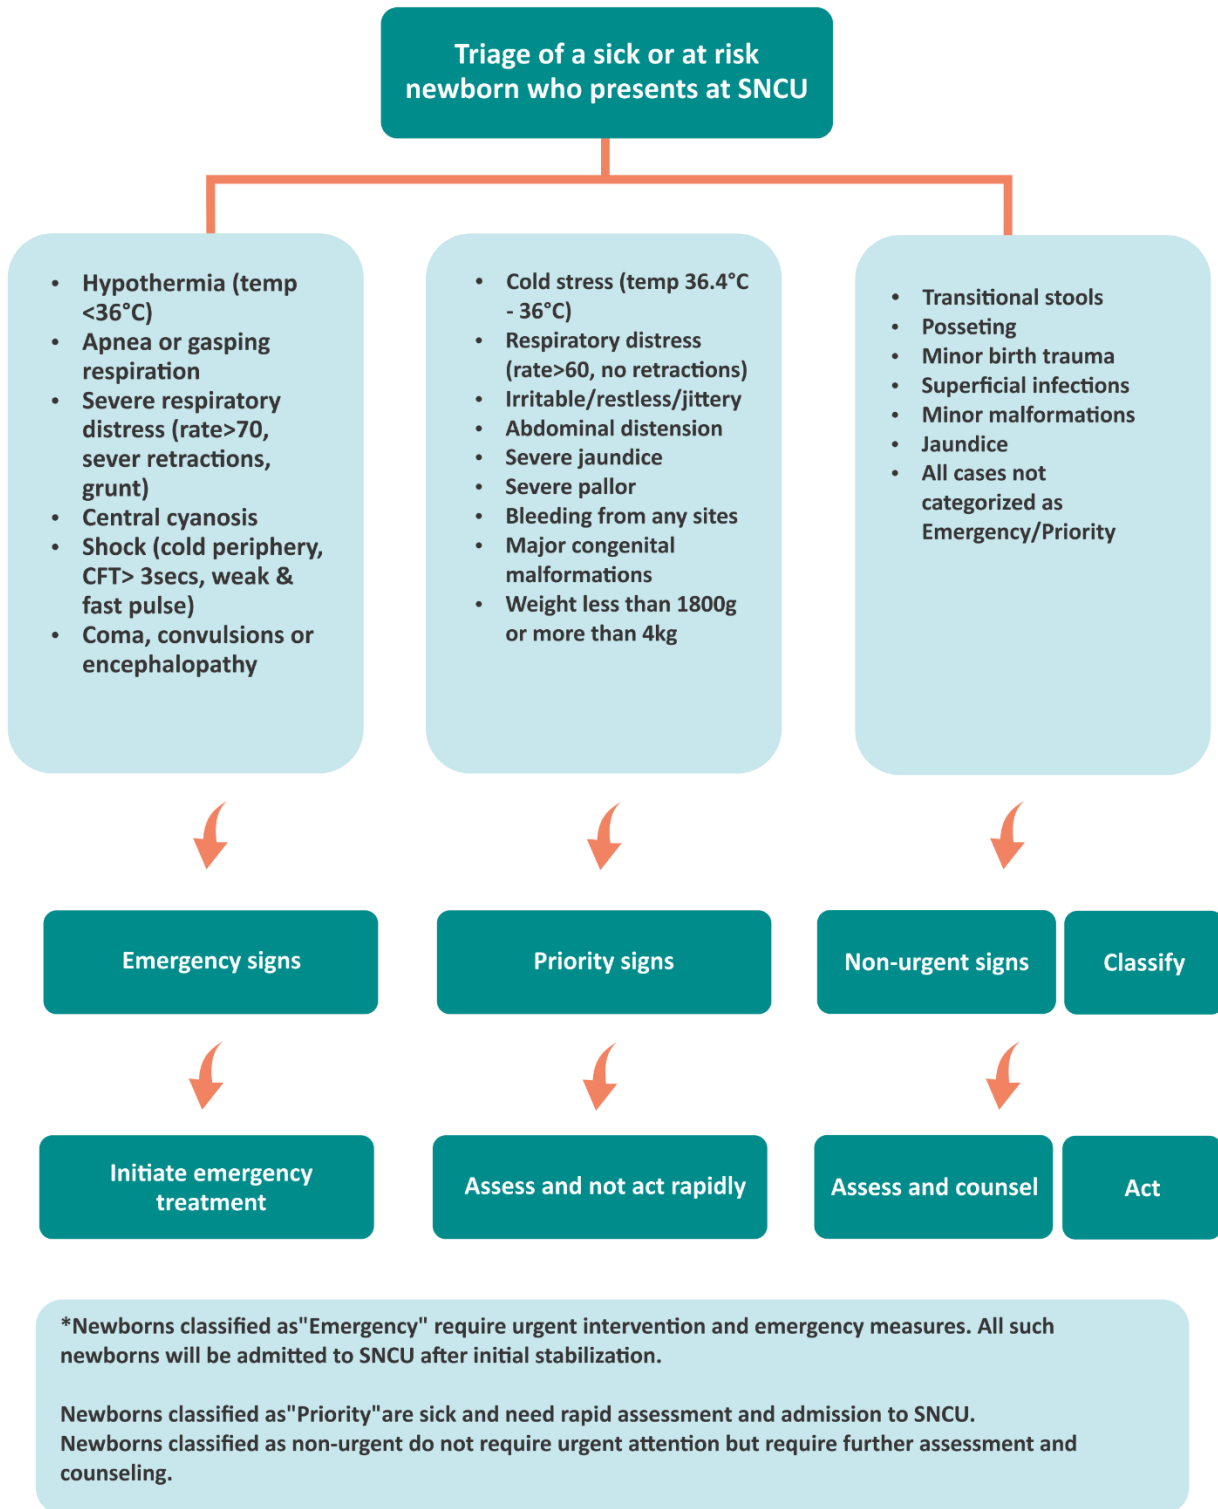 Triage of a sick or at risk
newborn who presents at SNCU
• Hypothermia (temp
<36°C)
• Apnea or gasping
respiration
• Severe respiratory
distress (rate>70,
sever retractions,
grunt)
• Central cyanosis
• Shock (cold periphery,
CFT> 3secs, weak &
fast pulse)
• Coma, convulsions or
encephalopathy
• Cold stress (temp 36.4°C
- 36°C)
• Respiratory distress
(rate>60, no retractions)
• Irritable/restless/jittery
• Abdominal distension
• Severe jaundice
• Severe pallor
• Bleeding from any sites
• Major congenital
malformations
• Weight less than 1800g
or more than 4kg
• Transitional stools
• Posseting
• Minor birth trauma
• Superficial infections
• Minor malformations
• Jaundice
• All cases not
categorized as
Emergency/Priority
Emergency signs
Priority signs
Non-urgent signs
Classify
Initiate emergency
treatment
Assess and not act rapidly
Assess and counsel
Act
*Newborns classified as"Emergency" require urgent intervention and emergency measures. All such
newborns will be admitted to SNCU after initial stabilization.
Newborns classified as"Priority"are sick and need rapid assessment and admission to SNCU.
Newborns classified as non-urgent do not require urgent attention but require further assessment and
counseling.